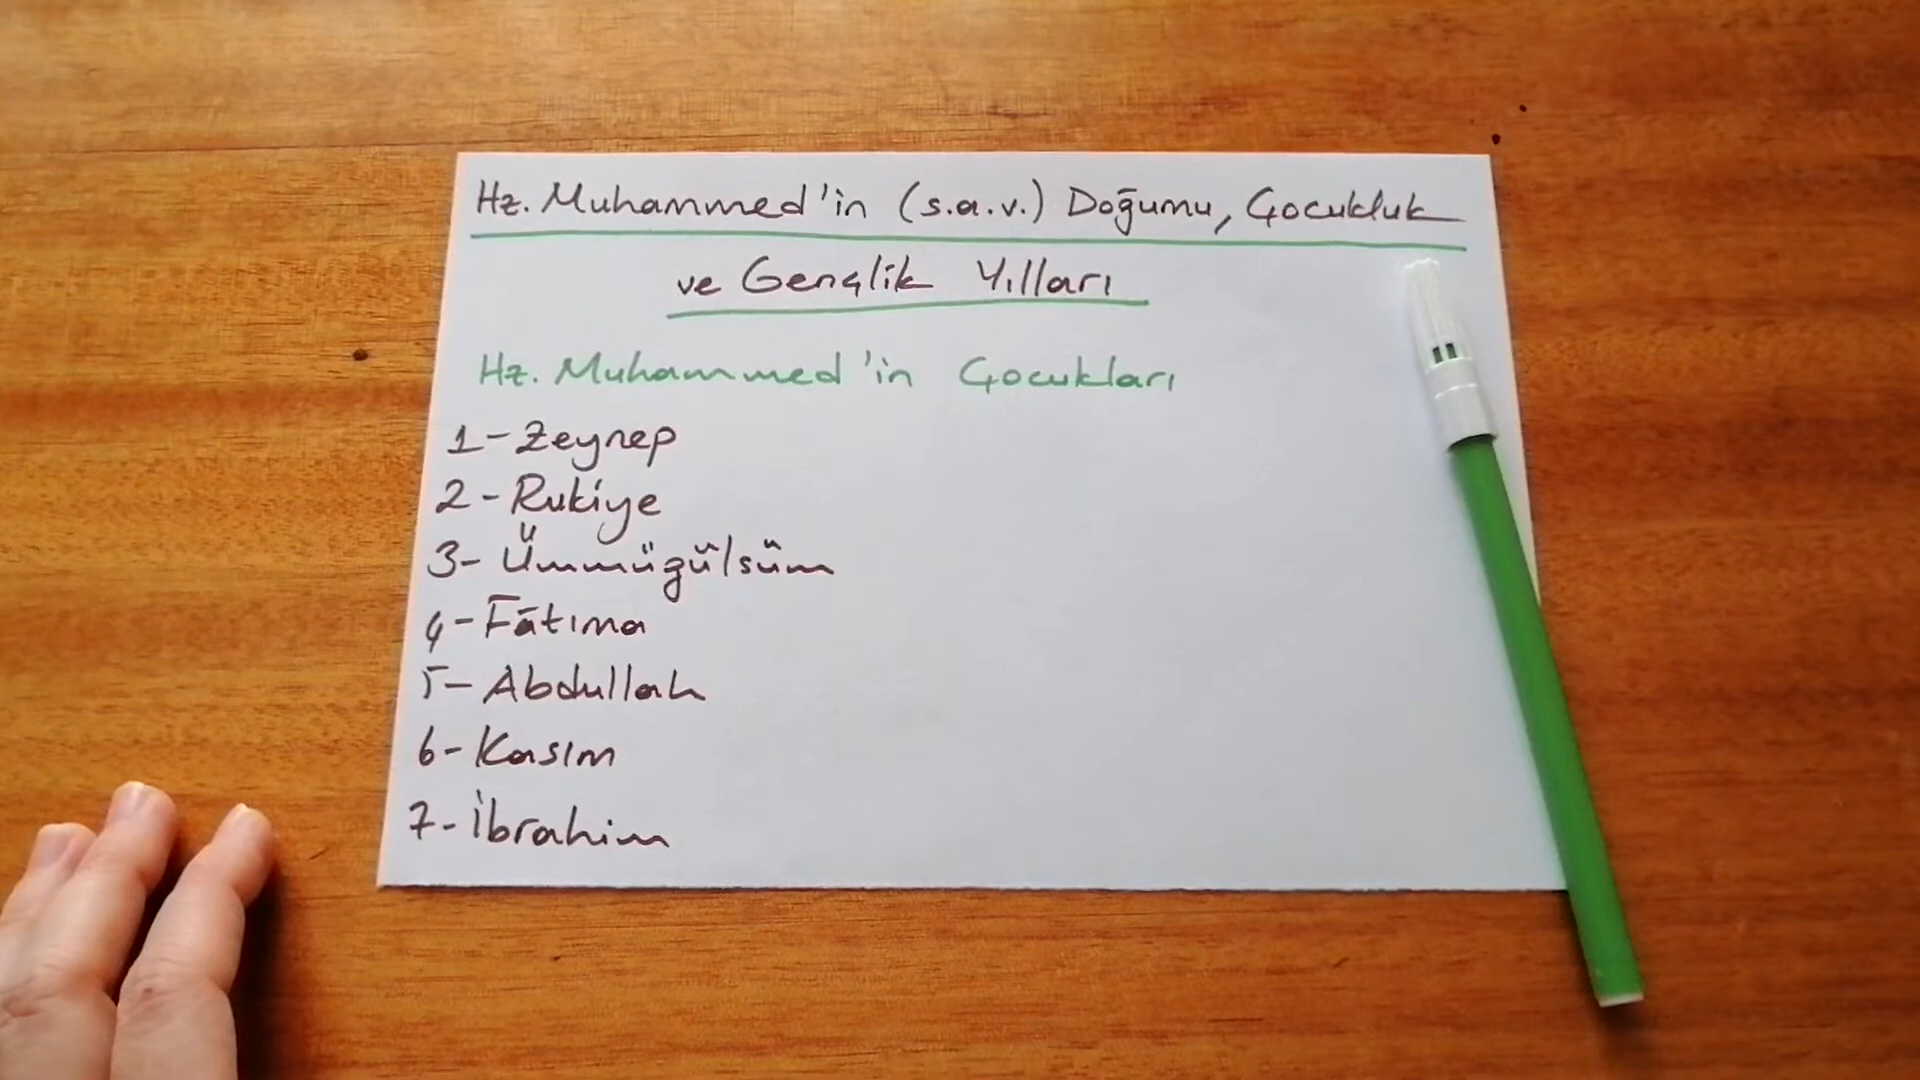 Hz. Muhammed'in (s.a.v.) Doğumu, Çocukluk
ve Gençlik Yılları
Hz. Muhammed'in Çocukları
1- Zeynep
2- Rukiye
3- Ümmügülsüm
4- Fātıma
5- Abdullah
6- Kasım
7- İbrahim